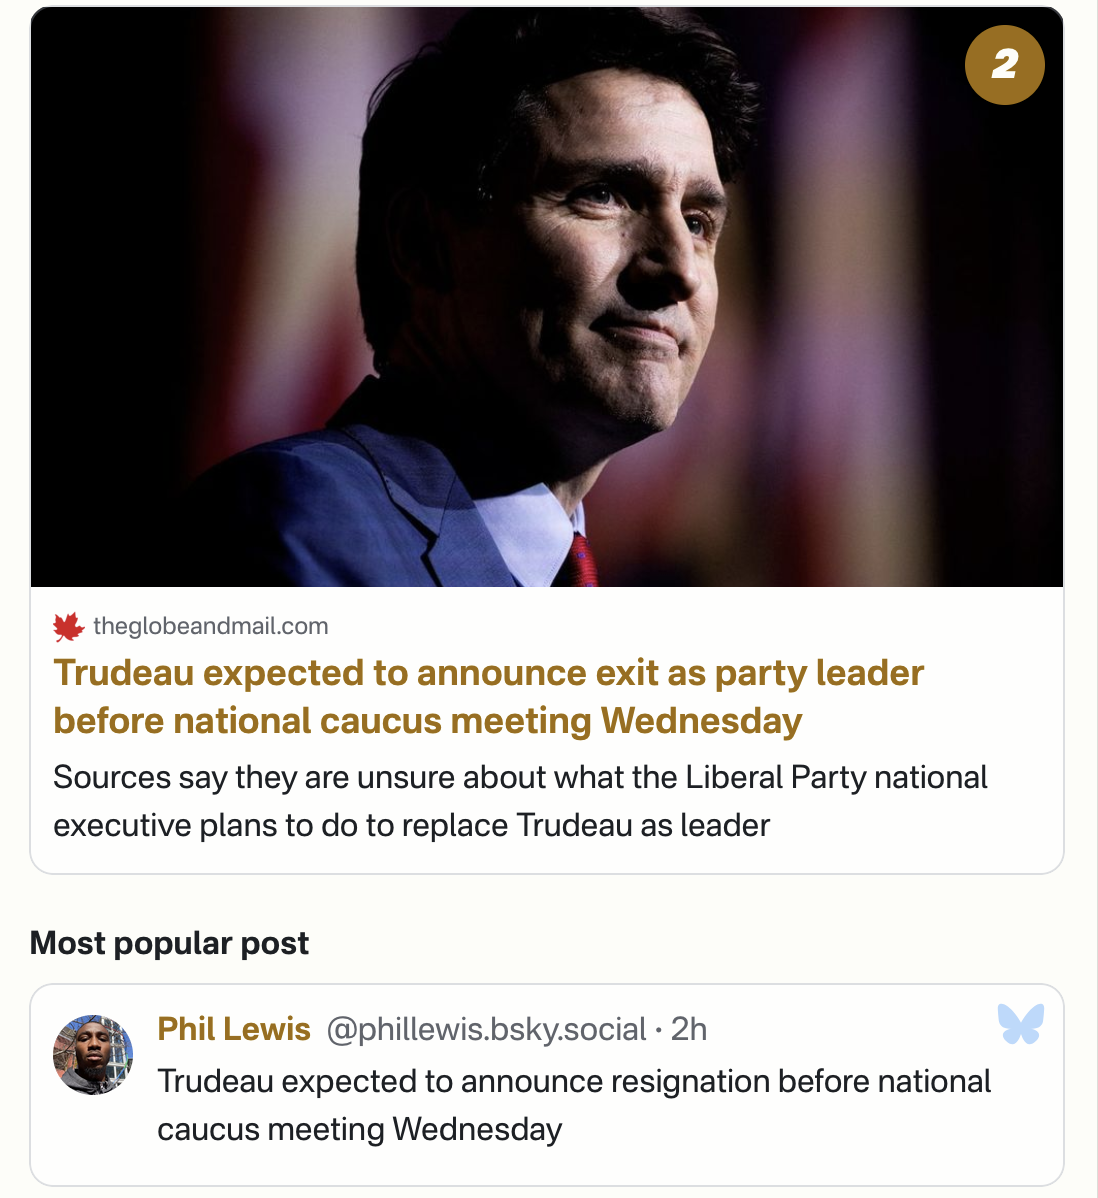 2
theglobeandmail.com
Trudeau expected to announce exit as party leader
before national caucus meeting Wednesday
Sources say they are unsure about what the Liberal Party national
executive plans to do to replace Trudeau as leader
Most popular post
Phil Lewis @phillewis.bsky.social · 2h
Trudeau expected to announce resignation before national
caucus meeting Wednesday